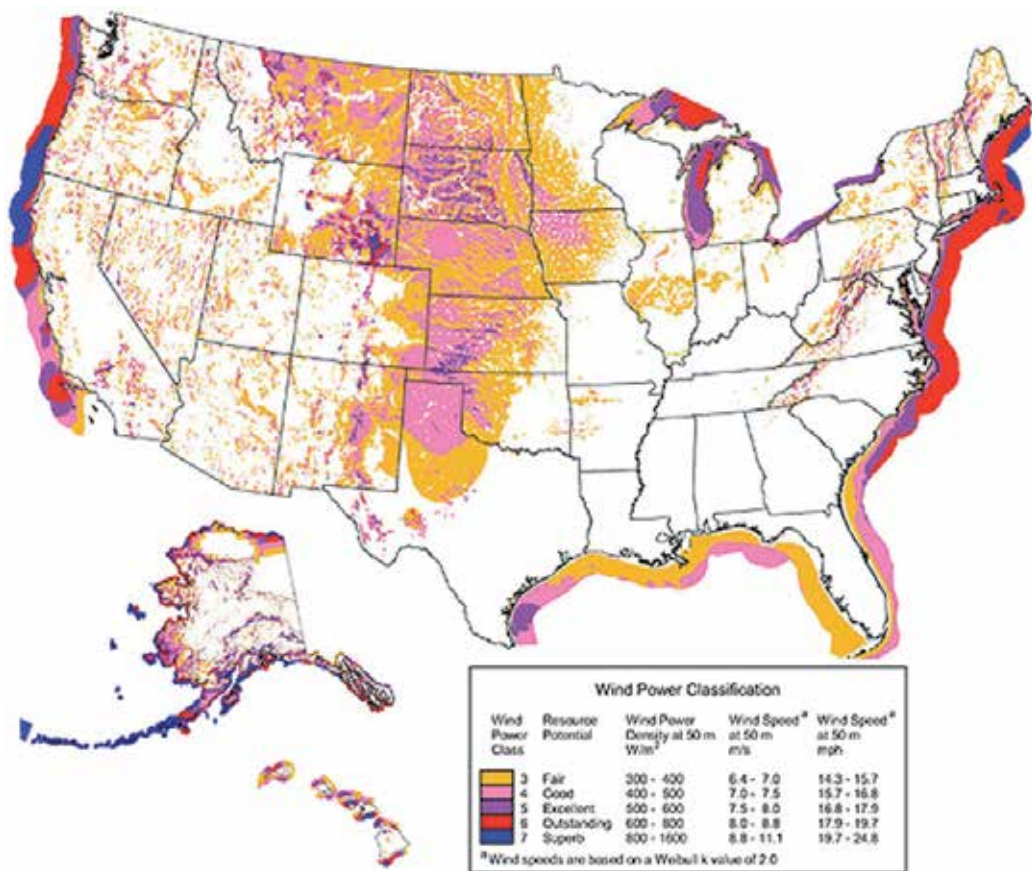 Wind Power Classification
Wind Power Class Resource Potential Wind Power Density at 50 m W/m² Wind Speed a at 50 m m/s Wind Speed a at 50 m mph
3 Fair 300 - 400 6.4 - 7.0 14.3 - 15.7
4 Good 400 - 500 7.0 - 7.5 15.7 - 16.8
5 Excellent 500 - 600 7.5 - 8.0 16.8 - 17.9
6 Outstanding 600 - 800 8.0 - 8.8 17.9 - 19.7
7 Superb 800 - 1600 8.8 - 11.1 19.7 - 24.8
a Wind speeds are based on a Weibull k value of 2.0